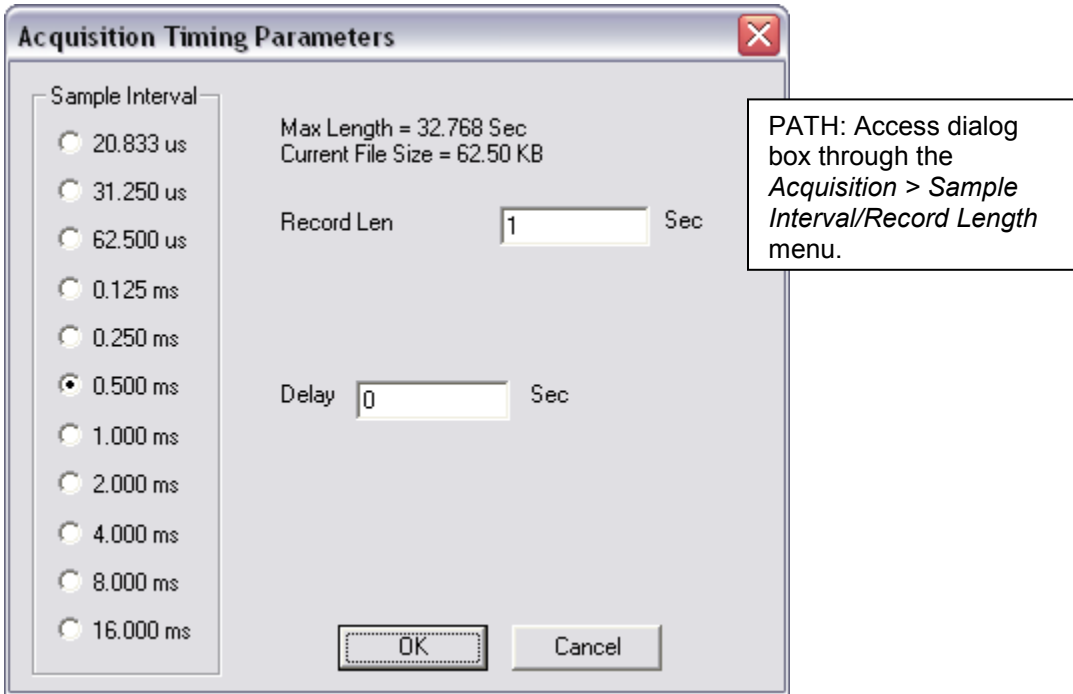 Acquisition Timing Parameters
Sample Interval
20.833 us
31.250 us
62.500 us
0.125 ms
0.250 ms
0.500 ms
1.000 ms
2.000 ms
4.000 ms
8.000 ms
16.000 ms
Max Length = 32.768 Sec
Current File Size = 62.50 KB
Record Len 1 Sec
Delay 0 Sec
OK Cancel
PATH: Access dialog
box through the
Acquisition > Sample
Interval/Record Length
menu.